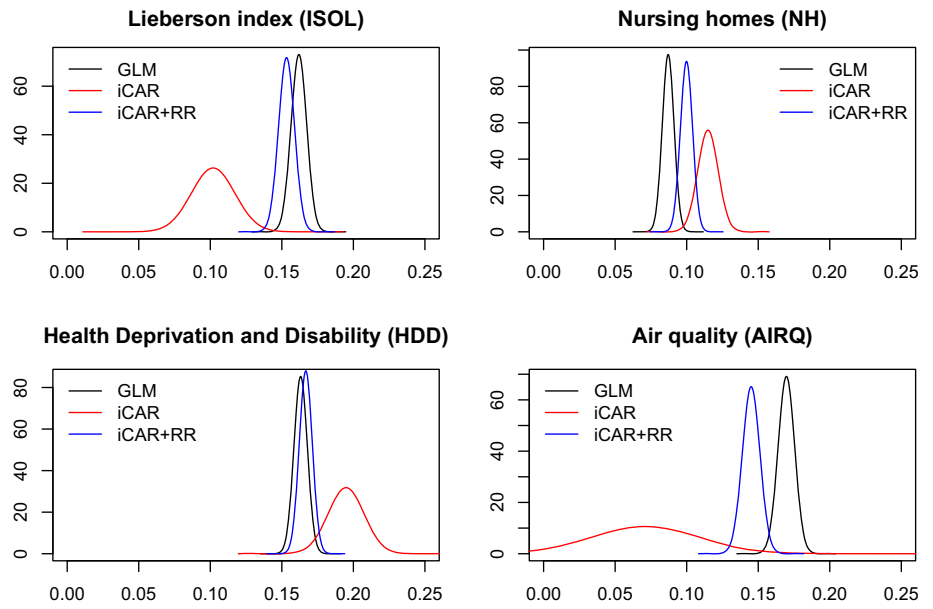 Lieberson index (ISOL)
GLM
iCAR
iCAR+RR
0 20 40 60
0.00 0.05 0.10 0.15 0.20 0.25
Nursing homes (NH)
GLM
iCAR
iCAR+RR
0 20 40 60 80
0.00 0.05 0.10 0.15 0.20 0.25
Health Deprivation and Disability (HDD)
GLM
iCAR
iCAR+RR
0 20 40 60 80
0.00 0.05 0.10 0.15 0.20 0.25
Air quality (AIRQ)
GLM
iCAR
iCAR+RR
0 20 40 60
0.00 0.05 0.10 0.15 0.20 0.25